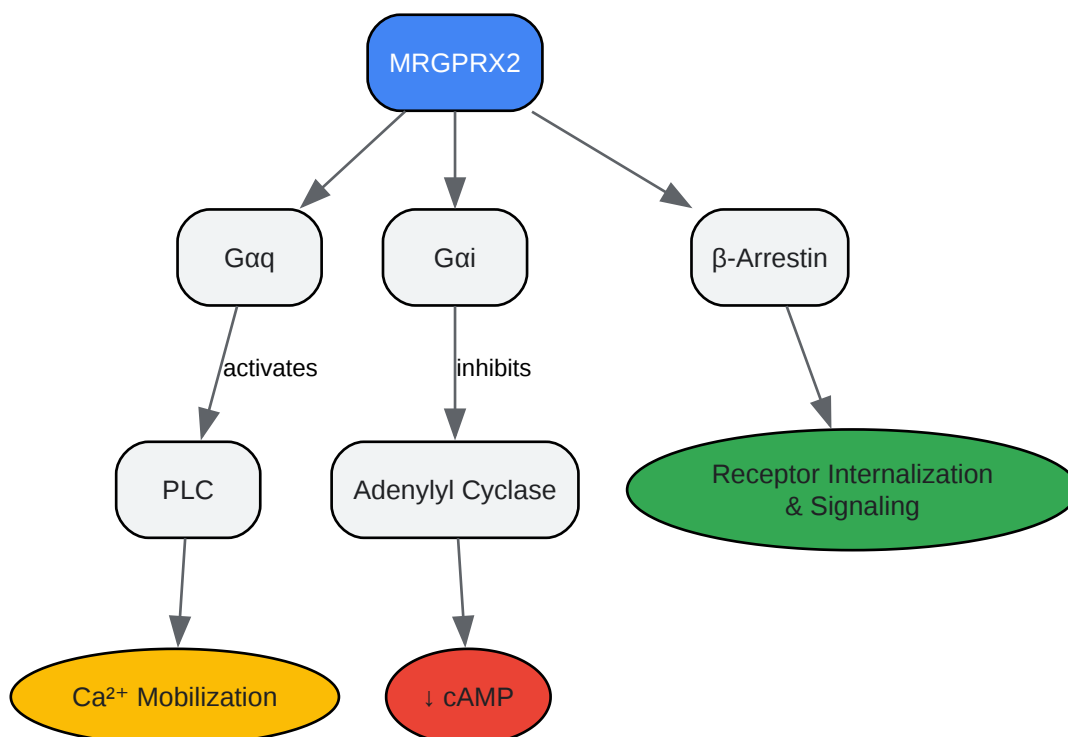 MRGPRX2
Gαq
Gαi
β-Arrestin
activates
inhibits
PLC
Adenylyl Cyclase
Receptor Internalization
& Signaling
Ca²⁺ Mobilization
↓ cAMP